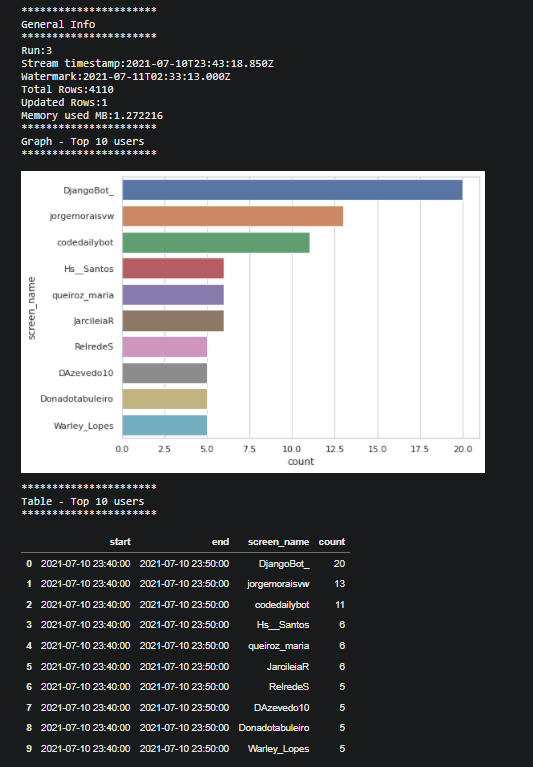 **********************
General Info
**********************
Run:3
Stream timestamp:2021-07-10T23:43:18.850Z
Watermark:2021-07-11T02:33:13.000Z
Total Rows:4110
Updated Rows:1
Memory used MB:1.272216
**********************
Graph - Top 10 users
**********************
screen_name
DjangoBot_
jorgemoraisvw
codedailybot
Hs__Santos
queiroz_maria
JarcileiaR
RelredeS
DAzevedo10
Donadotabuleiro
Warley_Lopes
0.0 2.5 5.0 7.5 10.0 12.5 15.0 17.5 20.0
count
**********************
Table - Top 10 users
**********************
start end screen_name count
0 2021-07-10 23:40:00 2021-07-10 23:50:00 DjangoBot_ 20
1 2021-07-10 23:40:00 2021-07-10 23:50:00 jorgemoraisvw 13
2 2021-07-10 23:40:00 2021-07-10 23:50:00 codedailybot 11
3 2021-07-10 23:40:00 2021-07-10 23:50:00 Hs__Santos 6
4 2021-07-10 23:40:00 2021-07-10 23:50:00 queiroz_maria 6
5 2021-07-10 23:40:00 2021-07-10 23:50:00 JarcileiaR 6
6 2021-07-10 23:40:00 2021-07-10 23:50:00 RelredeS 5
7 2021-07-10 23:40:00 2021-07-10 23:50:00 DAzevedo10 5
8 2021-07-10 23:40:00 2021-07-10 23:50:00 Donadotabuleiro 5
9 2021-07-10 23:40:00 2021-07-10 23:50:00 Warley_Lopes 5